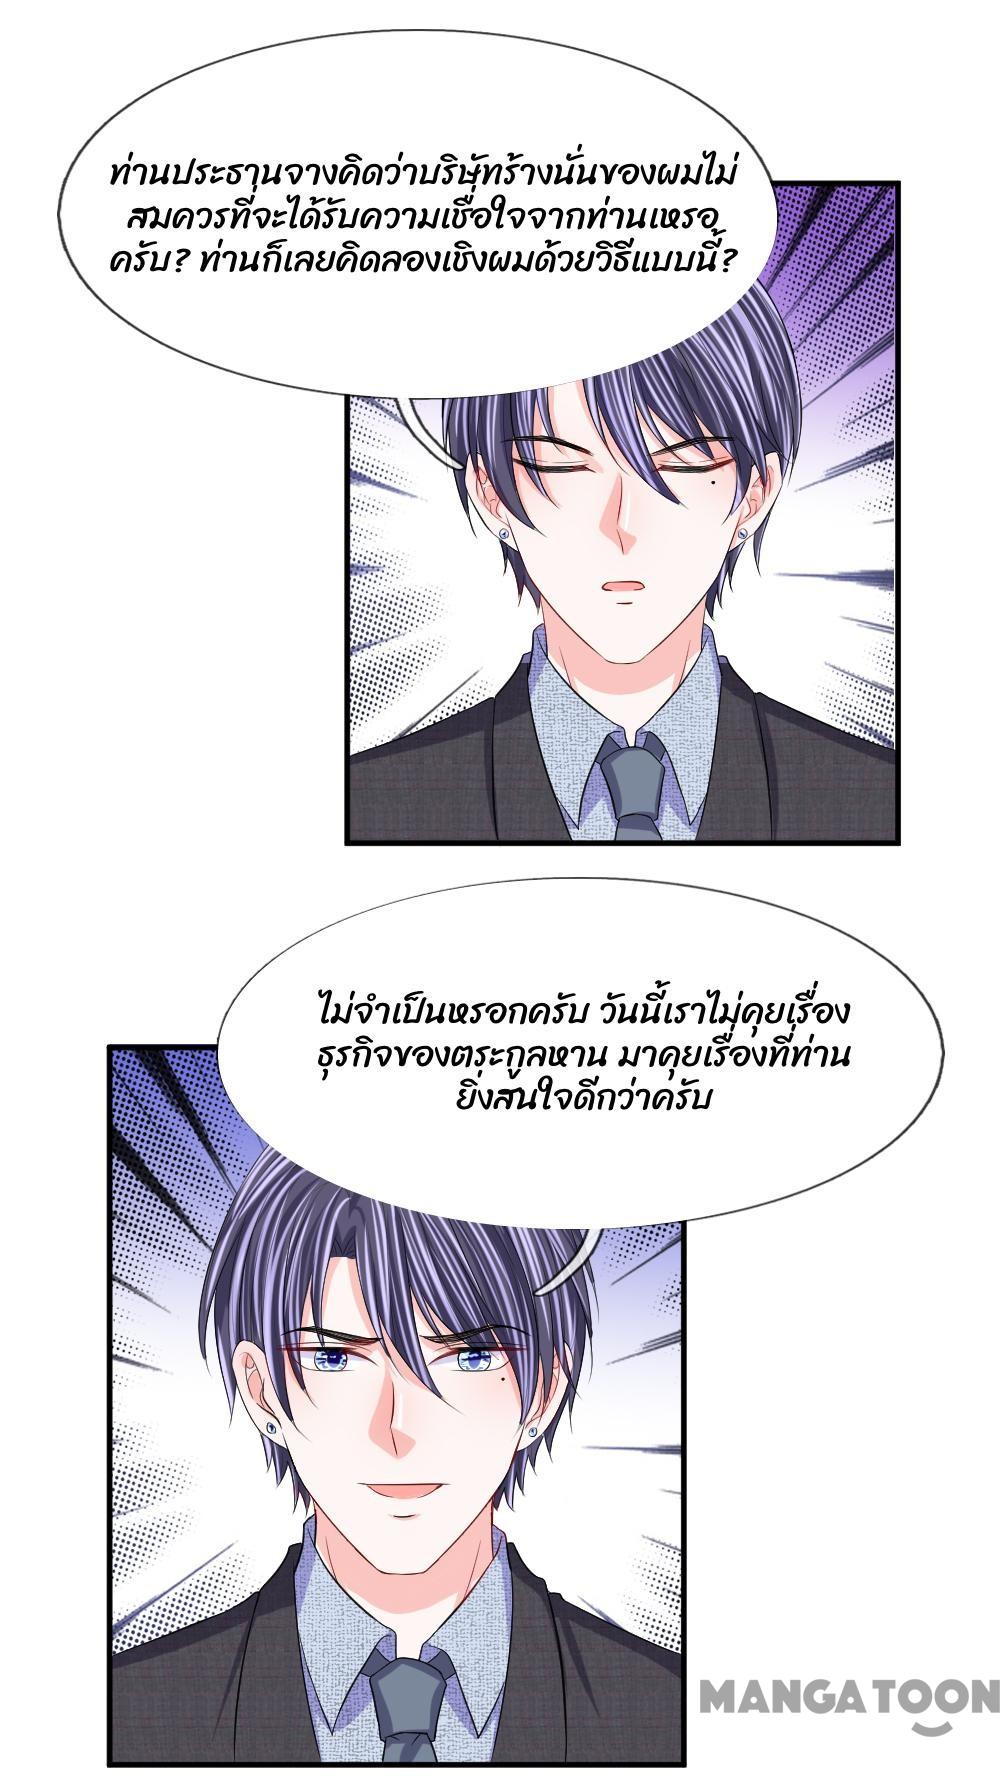 ท่านประธานจางคิดว่าบริษัทร้างนั่นของผมไม่
สมควรที่จะได้รับความเชื่อใจจากท่านเหรอ
ครับ? ท่านก็เลยคิดลองเชิงผมด้วยวิธีแบบนี้?
ไม่จำเป็นหรอกครับ วันนี้เราไม่คุยเรื่อง
ธุรกิจของตระกูลหาน มาคุยเรื่องที่ท่าน
ยิ่งสนใจดีกว่าครับ
MANGATOON